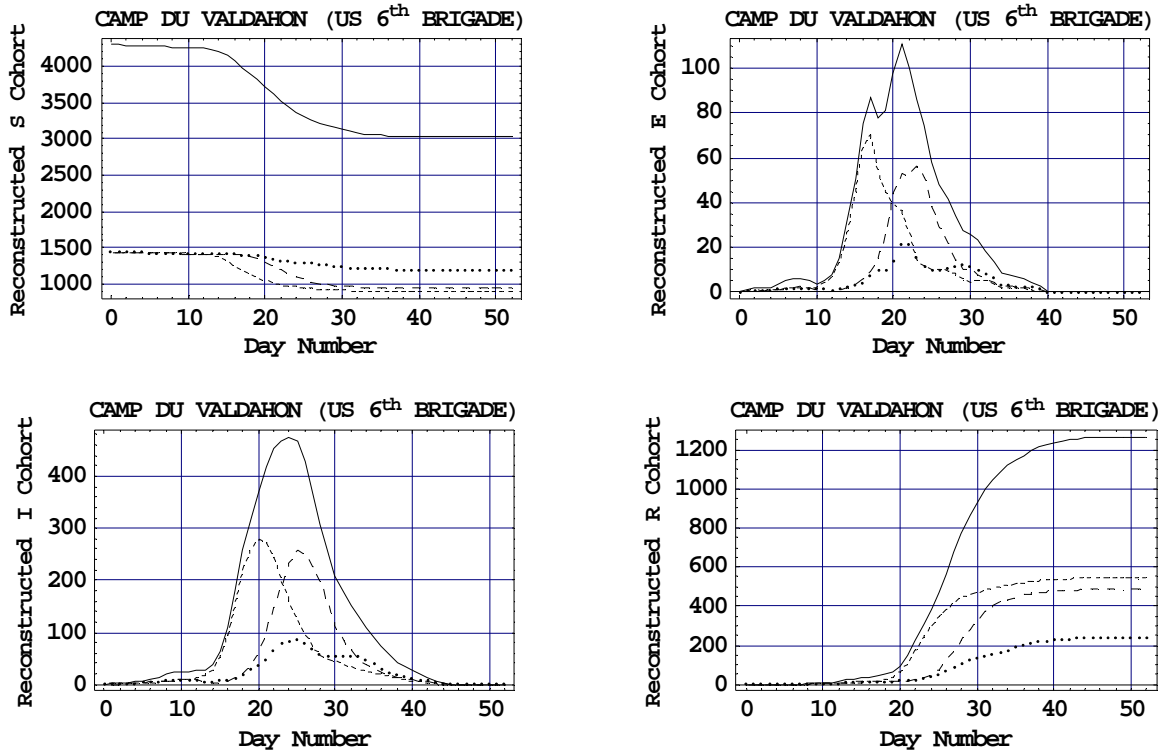 CAMP DU VALDAHON (US 6th BRIGADE)
Reconstructed S Cohort
4000
3500
3000
2500
2000
1500
1000
0 10 20 30 40 50
Day Number
CAMP DU VALDAHON (US 6th BRIGADE)
Reconstructed E Cohort
100
80
60
40
20
0
0 10 20 30 40 50
Day Number
CAMP DU VALDAHON (US 6th BRIGADE)
Reconstructed I Cohort
400
300
200
100
0
0 10 20 30 40 50
Day Number
CAMP DU VALDAHON (US 6th BRIGADE)
Reconstructed R Cohort
1200
1000
800
600
400
200
0
0 10 20 30 40 50
Day Number